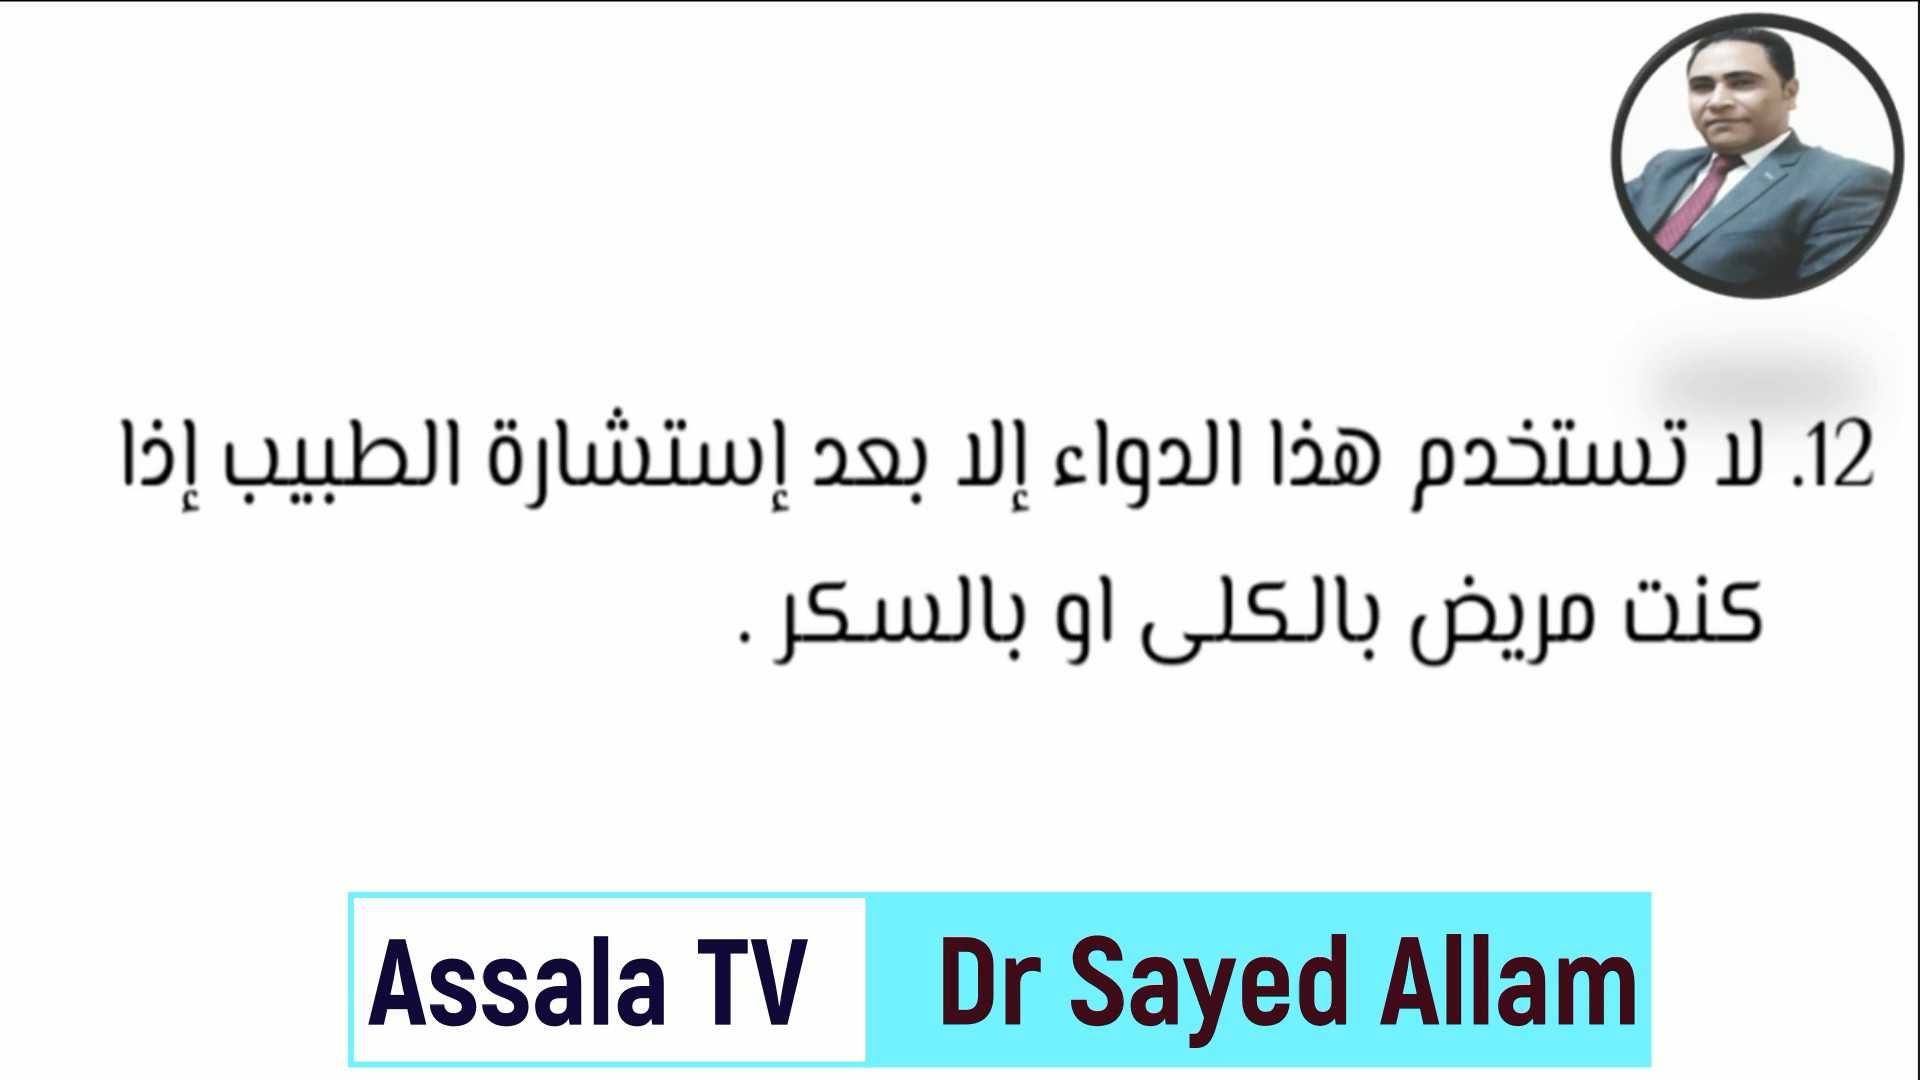 12. لا تستخدم هذا الدواء إلا بعد إستشارة الطبيب إذا
كنت مريض بالكلى او بالسكر .
Assala TV
Dr Sayed Allam